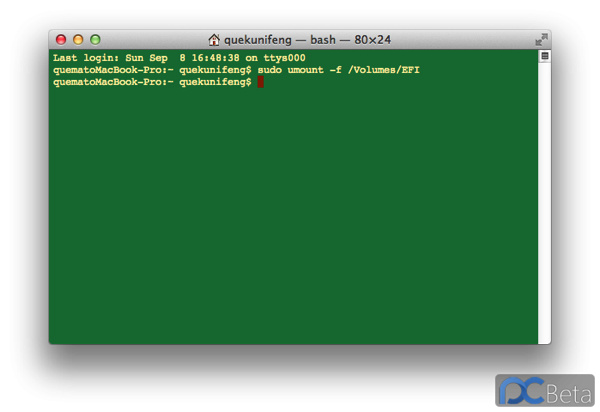 quekunifeng — bash — 80×24
Last login: Sun Sep  8 16:48:38 on ttys000
quematoMacBook-Pro:~ quekunifeng$ sudo umount -f /Volumes/EFI
quematoMacBook-Pro:~ quekunifeng$
PCBeta